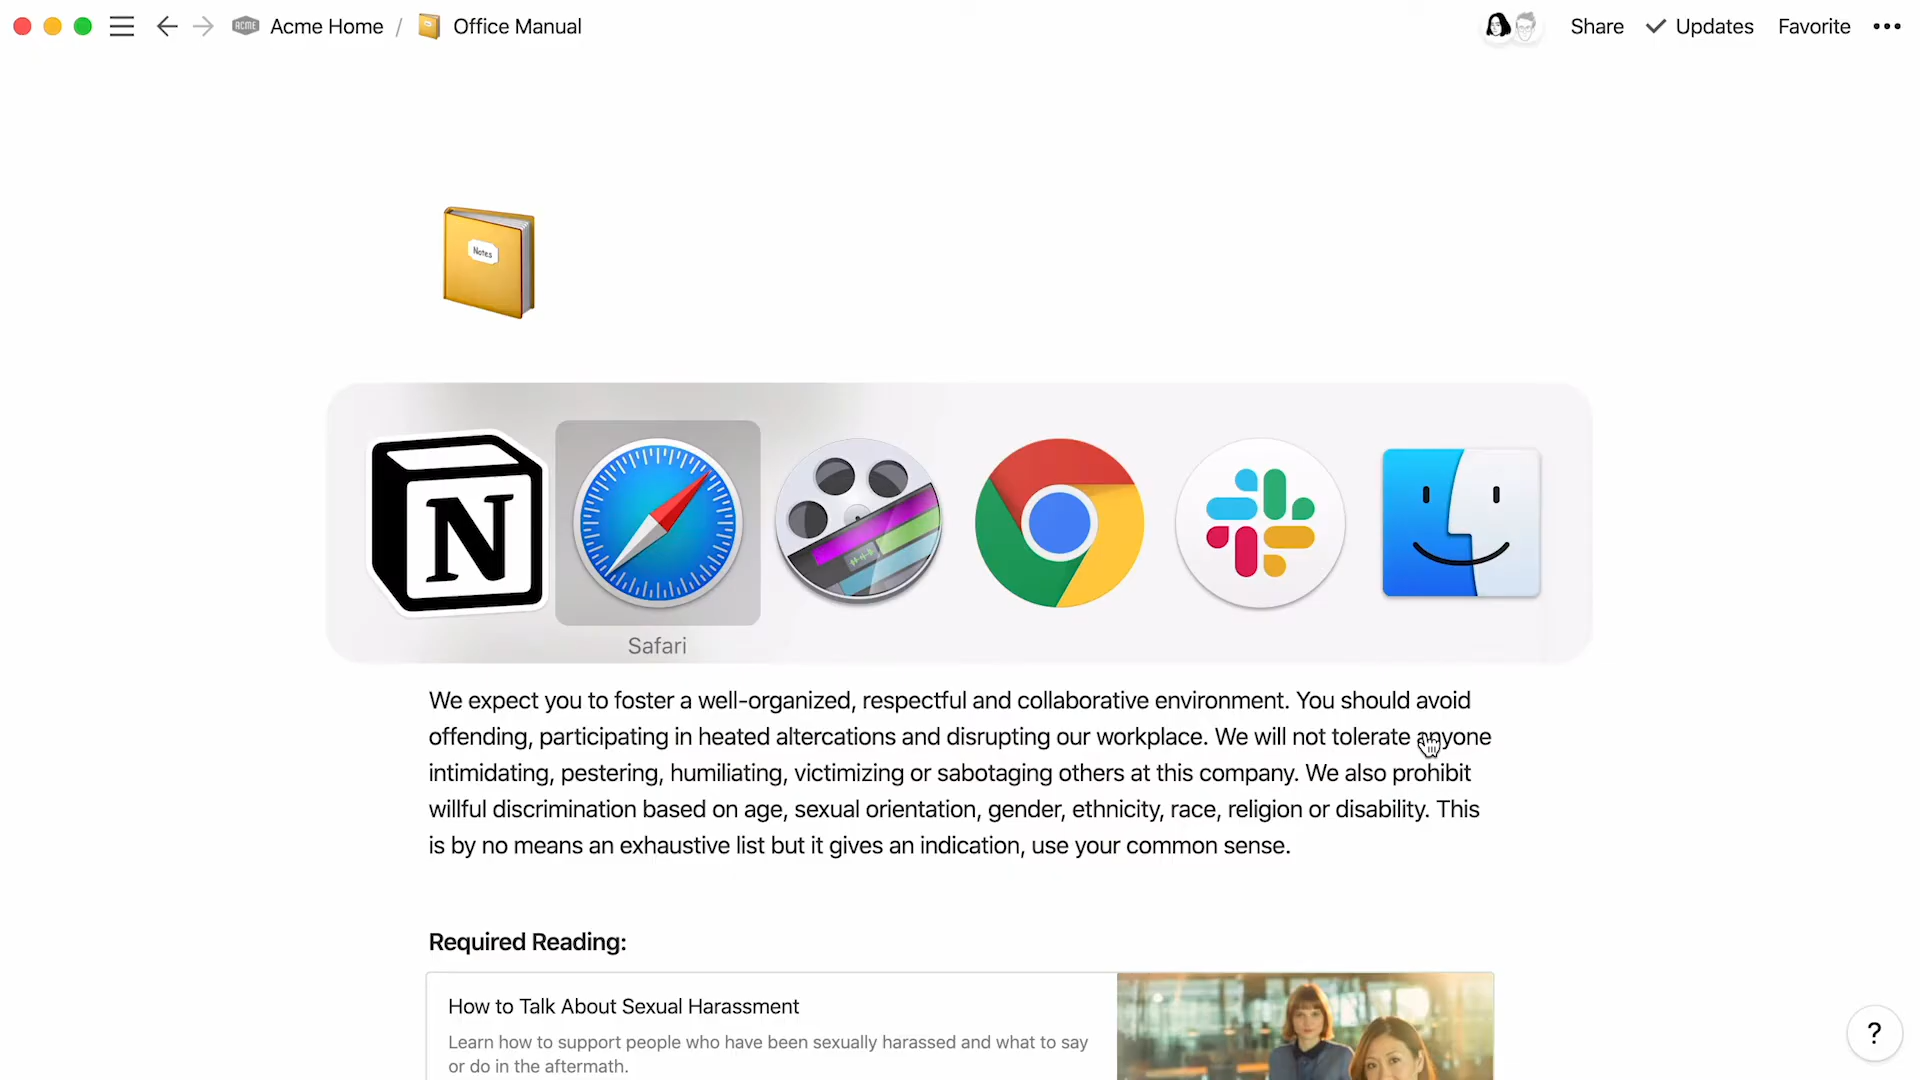 ACME Acme Home / Office Manual Share Updates Favorite
Notes
N
Safari
We expect you to foster a well-organized, respectful and collaborative environment. You should avoid
offending, participating in heated altercations and disrupting our workplace. We will not tolerate anyone
intimidating, pestering, humiliating, victimizing or sabotaging others at this company. We also prohibit
willful discrimination based on age, sexual orientation, gender, ethnicity, race, religion or disability. This
is by no means an exhaustive list but it gives an indication, use your common sense.
Required Reading:
How to Talk About Sexual Harassment
Learn how to support people who have been sexually harassed and what to say
or do in the aftermath.
?